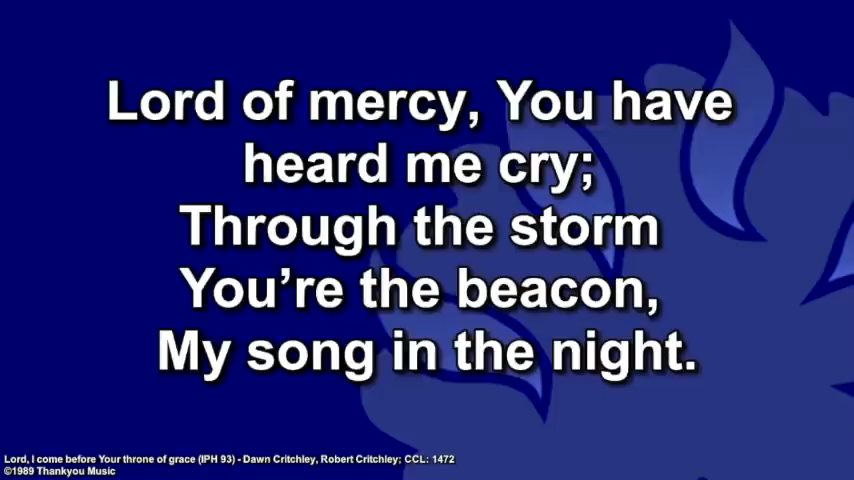 Lord of mercy, You have
heard me cry;
Through the storm
You’re the beacon,
My song in the night.
Lord, I come before Your throne of grace (IPH 93) - Dawn Critchley, Robert Critchley; CCL: 1472
©1989 Thankyou Music